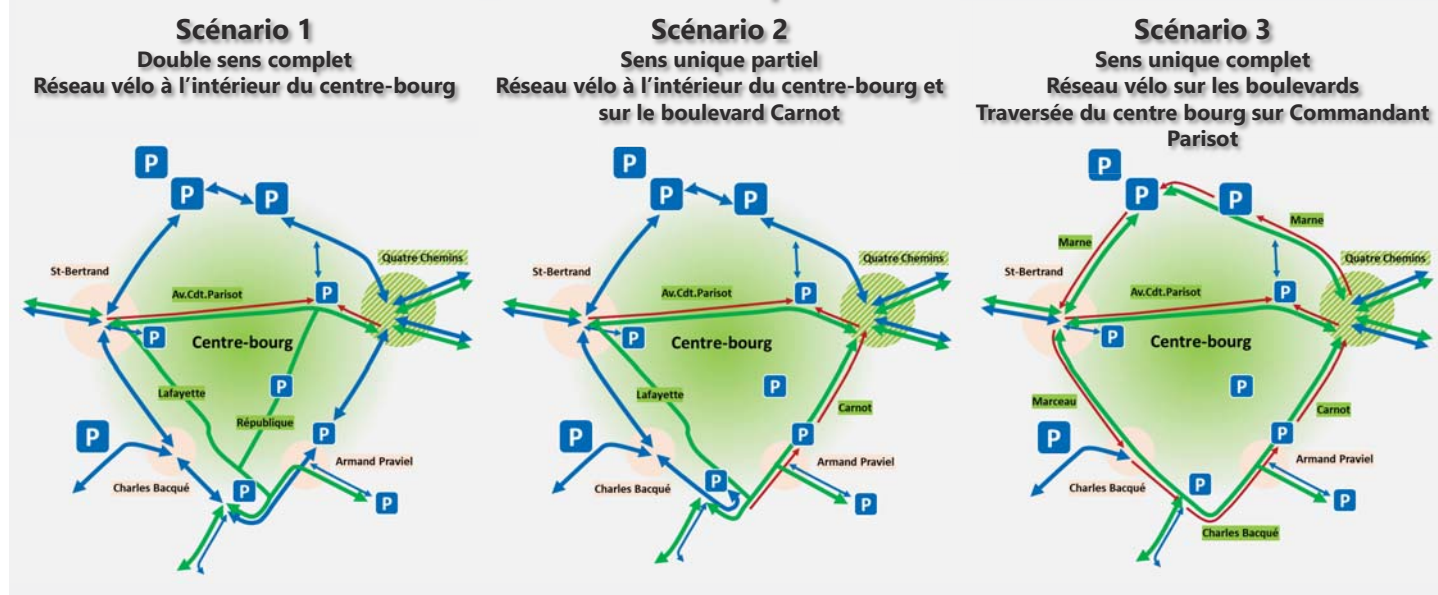 Scénario 1
Double sens complet
Réseau vélo à l'intérieur du centre-bourg
P
P
P
St-Bertrand
Quatre Chemins
Av.Cdt.Parisot
P
P
Centre-bourg
Lafayette
P
République
P
P
Armand Praviel
Charles Bacqué
P
P
Scénario 2
Sens unique partiel
Réseau vélo à l'intérieur du centre-bourg et
sur le boulevard Carnot
P
P
P
St-Bertrand
Quatre Chemins
Av.Cdt.Parisot
P
P
Centre-bourg
Lafayette
P
Carnot
P
P
Armand Praviel
Charles Bacqué
P
P
Scénario 3
Sens unique complet
Réseau vélo sur les boulevards
Traversée du centre bourg sur Commandant
Parisot
P
P
P
Marne
Marne
St-Bertrand
Quatre Chemins
Av.Cdt.Parisot
P
P
Centre-bourg
P
Marceau
Carnot
P
P
Armand Praviel
Charles Bacqué
P
P
Charles Bacqué